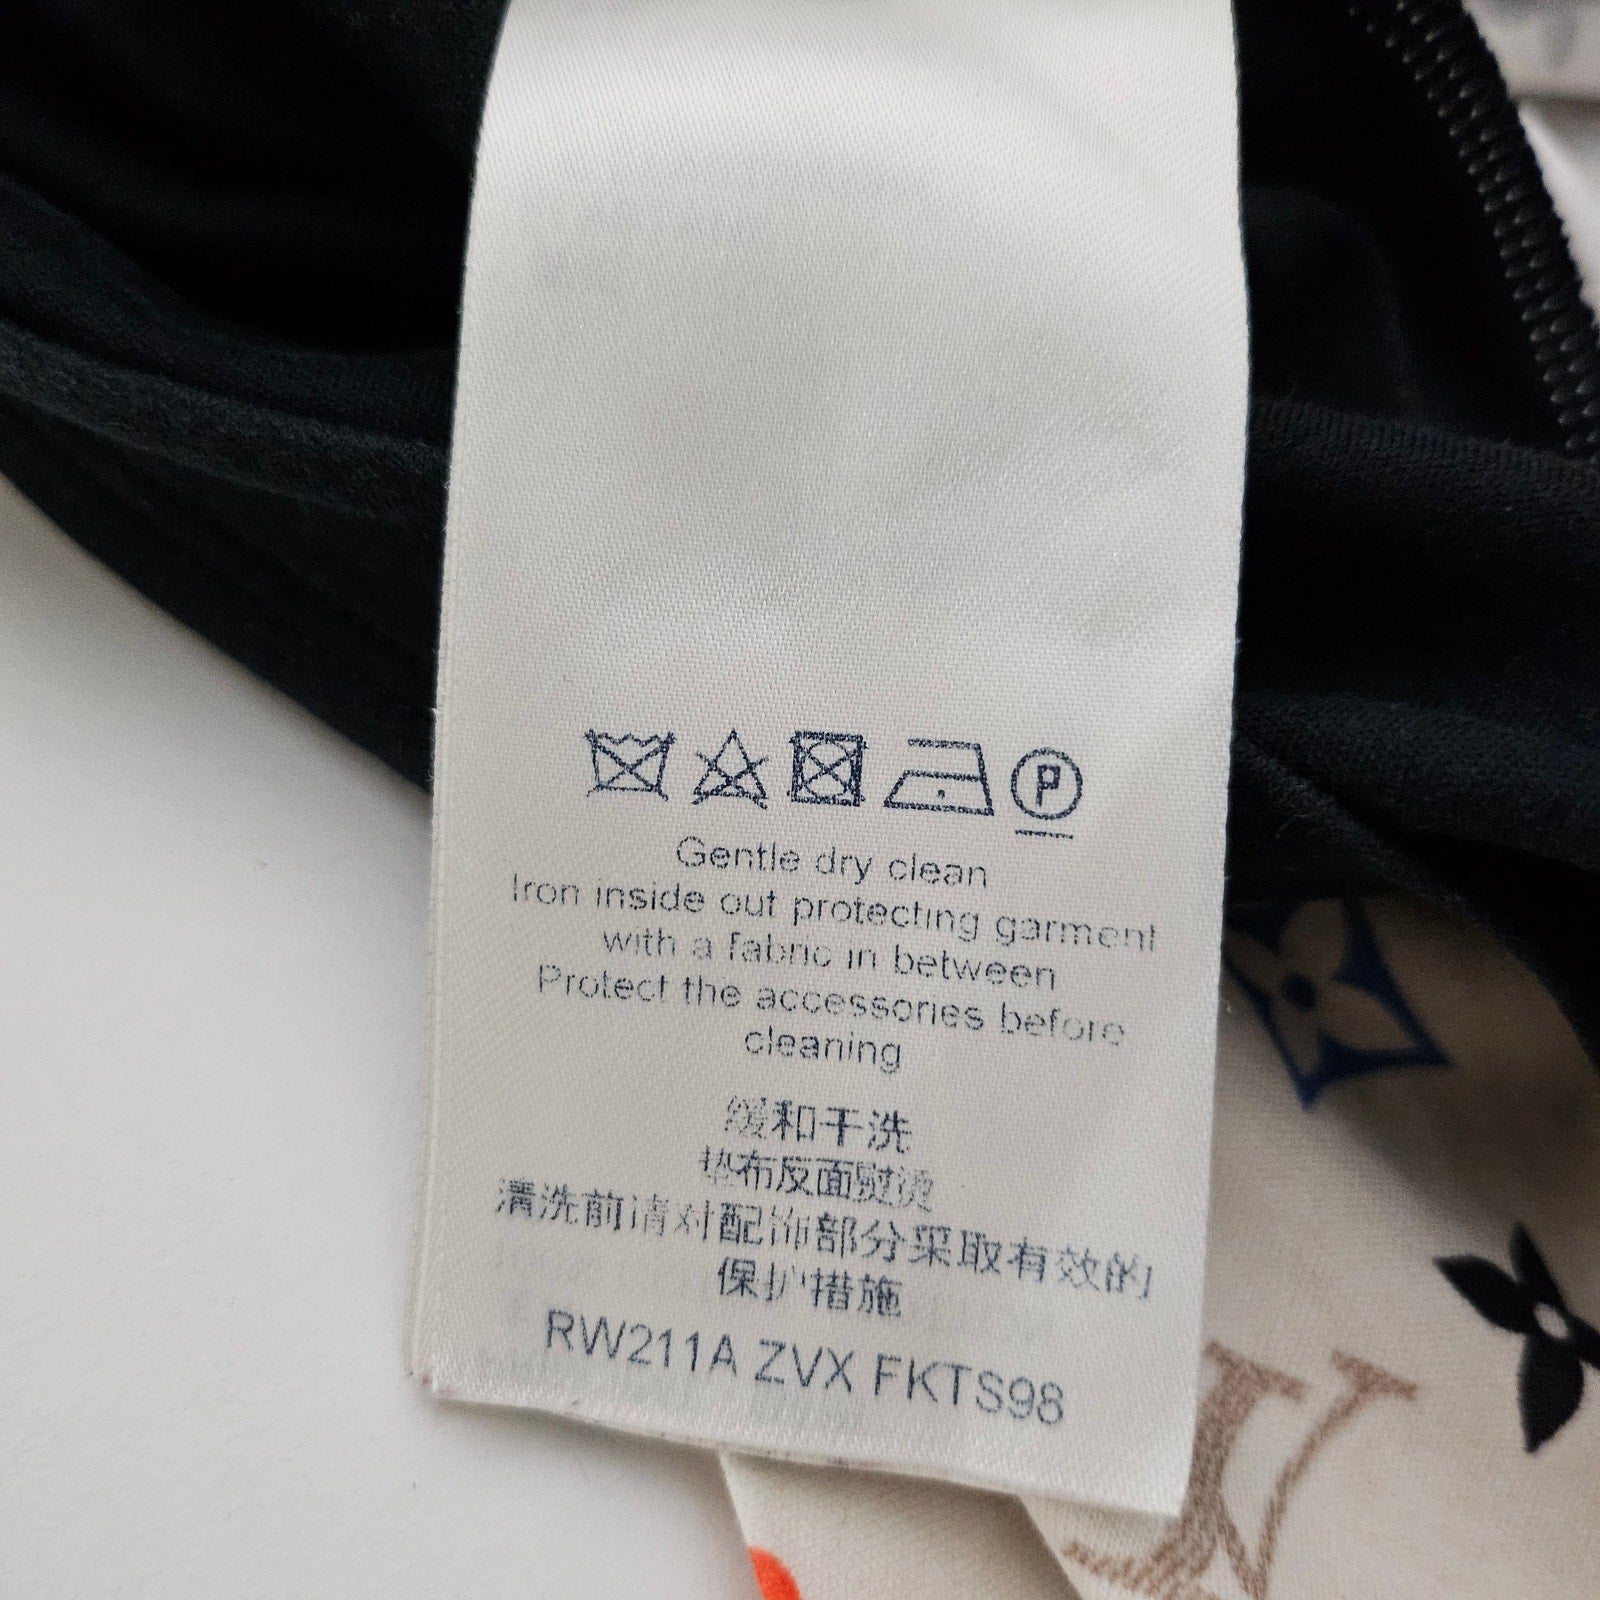 P
Gentle dry clean
Iron inside out protecting garment
with a fabric in between
Protect the accessories before
cleaning
缓和干洗
垫布反面熨烫
清洗前请对配饰部分采取有效的
保护措施
RW211A ZVX FKTS98
LV